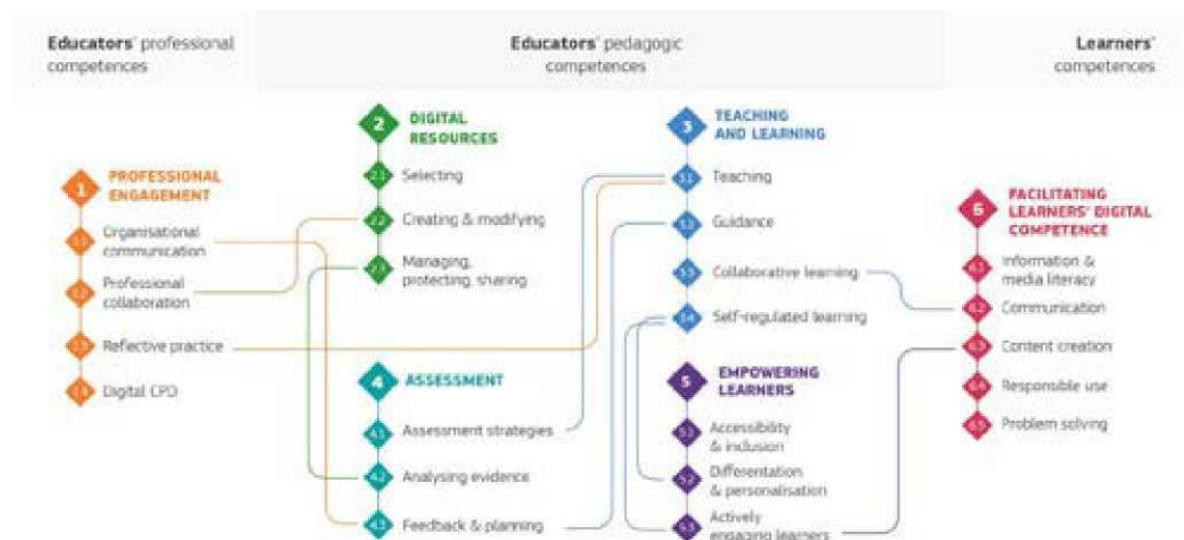 Educators' professional
competences
Educators' pedagogic
competences
Learners'
competences
1
PROFESSIONAL
ENGAGEMENT
1.1
Organisational
communication
1.2
Professional
collaboration
1.3
Reflective practice
1.4
Digital CPD
2
DIGITAL
RESOURCES
2.1
Selecting
2.2
Creating & modifying
2.3
Managing,
protecting, sharing
3
TEACHING
AND LEARNING
3.1
Teaching
3.2
Guidance
3.3
Collaborative learning
3.4
Self-regulated learning
4
ASSESSMENT
4.1
Assessment strategies
4.2
Analysing evidence
4.3
Feedback & planning
5
EMPOWERING
LEARNERS
5.1
Accessibility
& inclusion
5.2
Differentation
& personalisation
5.3
Actively
engaging learners
6
FACILITATING
LEARNERS' DIGITAL
COMPETENCE
6.1
Information &
media literacy
6.2
Communication
6.3
Content creation
6.4
Responsible use
6.5
Problem solving